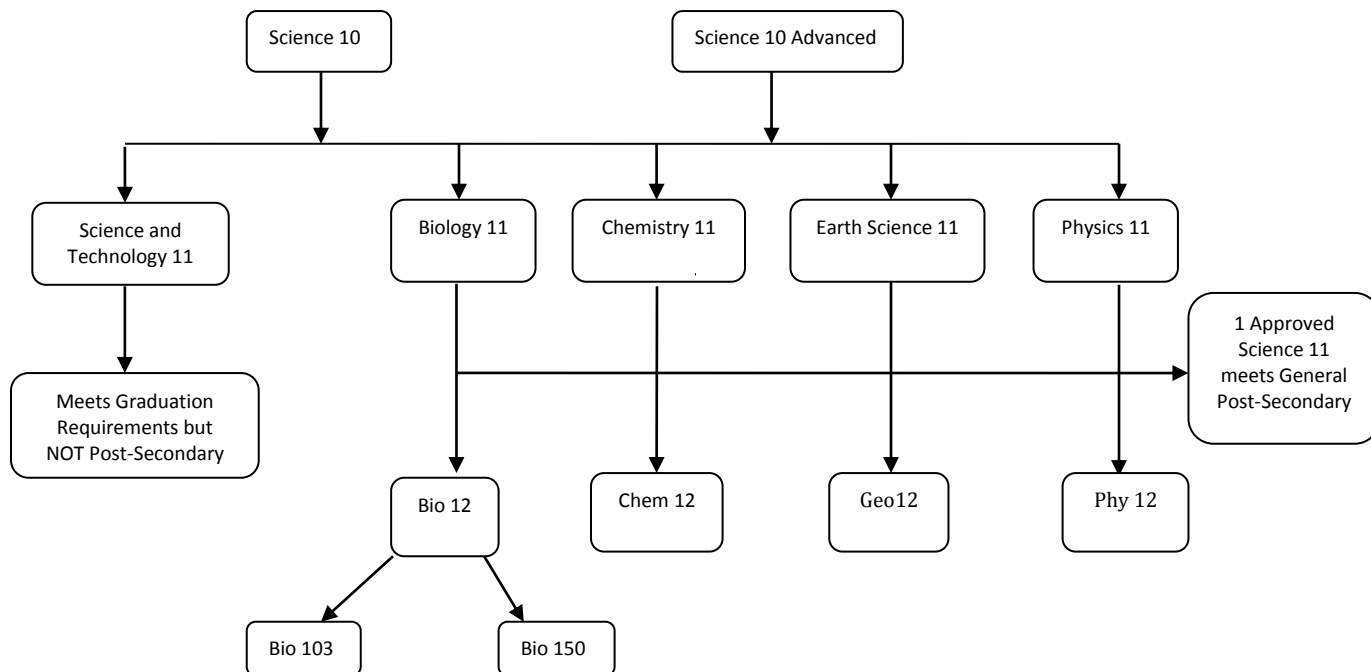 Science 10
Science 10 Advanced
Science and
Technology 11
Biology 11
Chemistry 11
Earth Science 11
Physics 11
1 Approved
Science 11
meets General
Post-Secondary
Meets Graduation
Requirements but
NOT Post-Secondary
Bio 12
Chem 12
Geo12
Phy 12
Bio 103
Bio 150